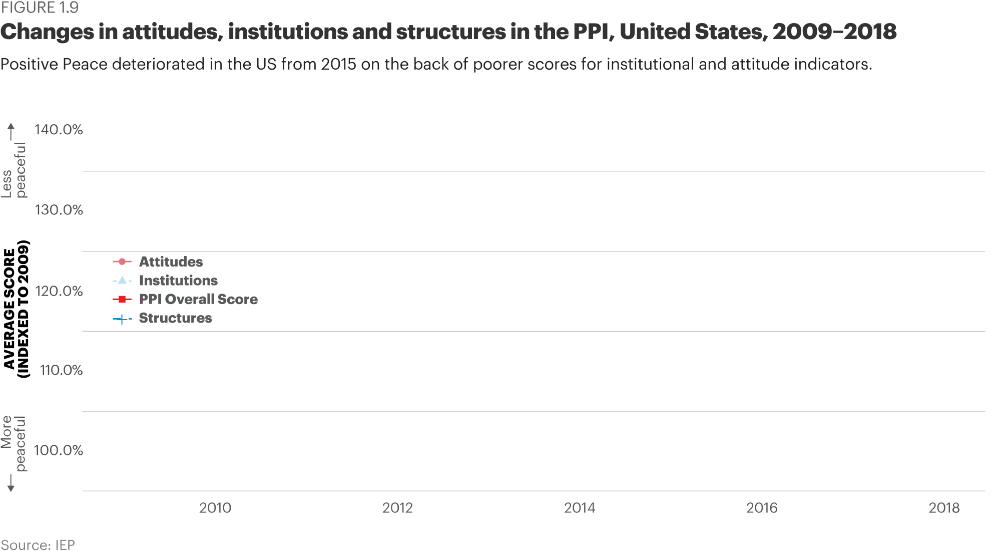 FIGURE 1.9
Changes in attitudes, institutions and structures in the PPI, United States, 2009–2018
Positive Peace deteriorated in the US from 2015 on the back of poorer scores for institutional and attitude indicators.
Less
peaceful
AVERAGE SCORE
(INDEXED TO 2009)
More
peaceful
140.0%
130.0%
120.0%
110.0%
100.0%
Attitudes
Institutions
PPI Overall Score
Structures
2010 2012 2014 2016 2018
Source: IEP